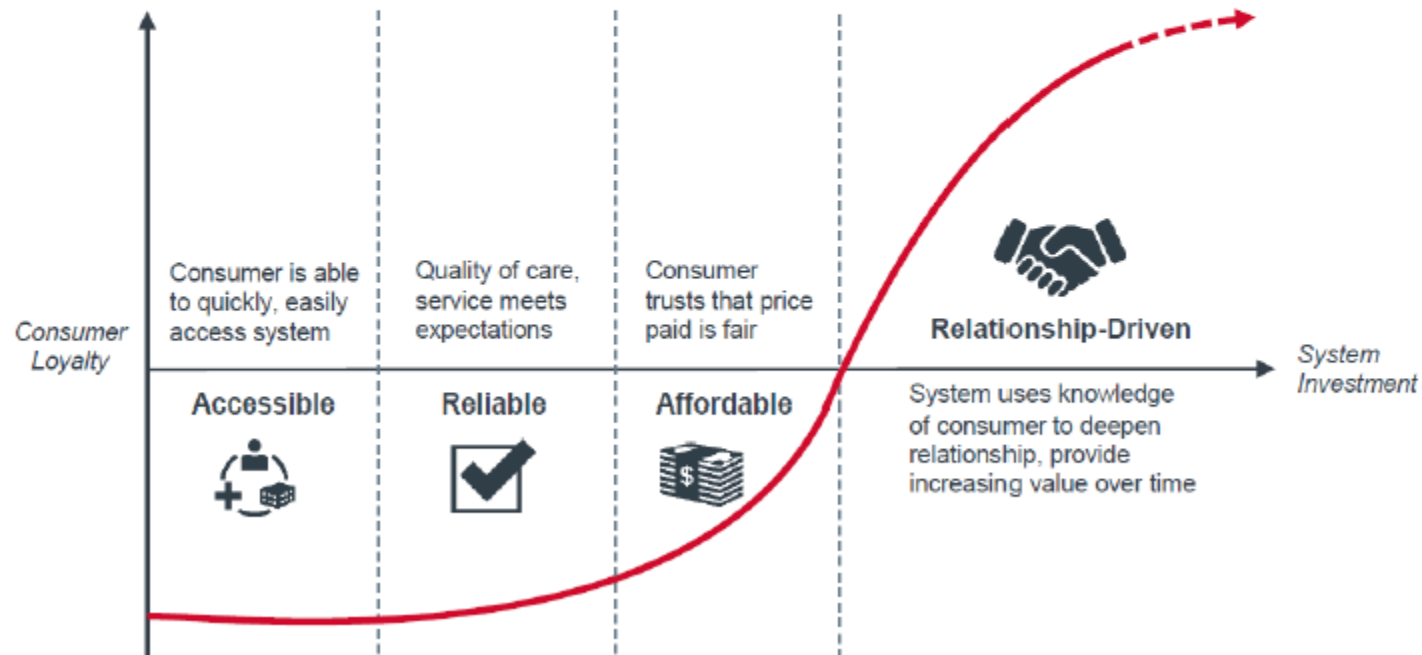 Consumer is able
to quickly, easily
access system
Quality of care,
service meets
expectations
Consumer
trusts that price
paid is fair
Relationship-Driven
Consumer
Loyalty
System
Investment
Accessible
Reliable
Affordable
$
System uses knowledge
of consumer to deepen
relationship, provide
increasing value over time